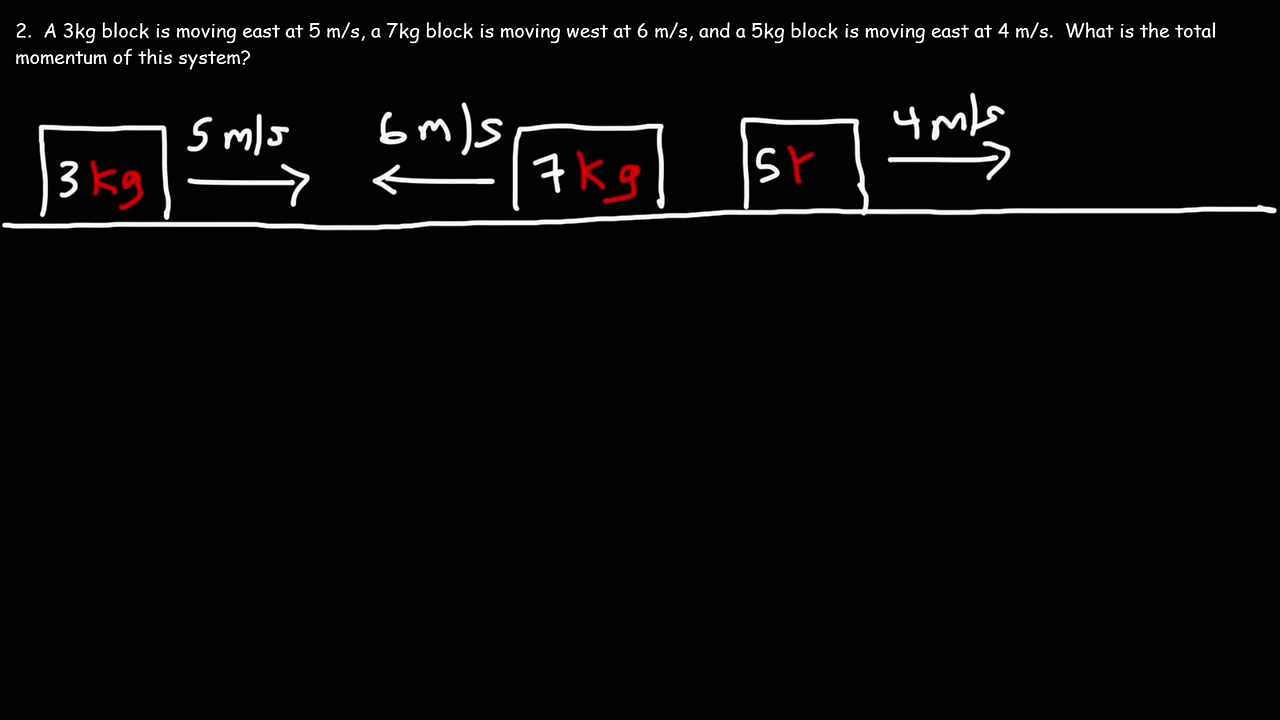 2. A 3kg block is moving east at 5 m/s, a 7kg block is moving west at 6 m/s, and a 5kg block is moving east at 4 m/s. What is the total
momentum of this system?
5 m/s 6 m/s 4 m/s
3 kg 7 kg 5 k